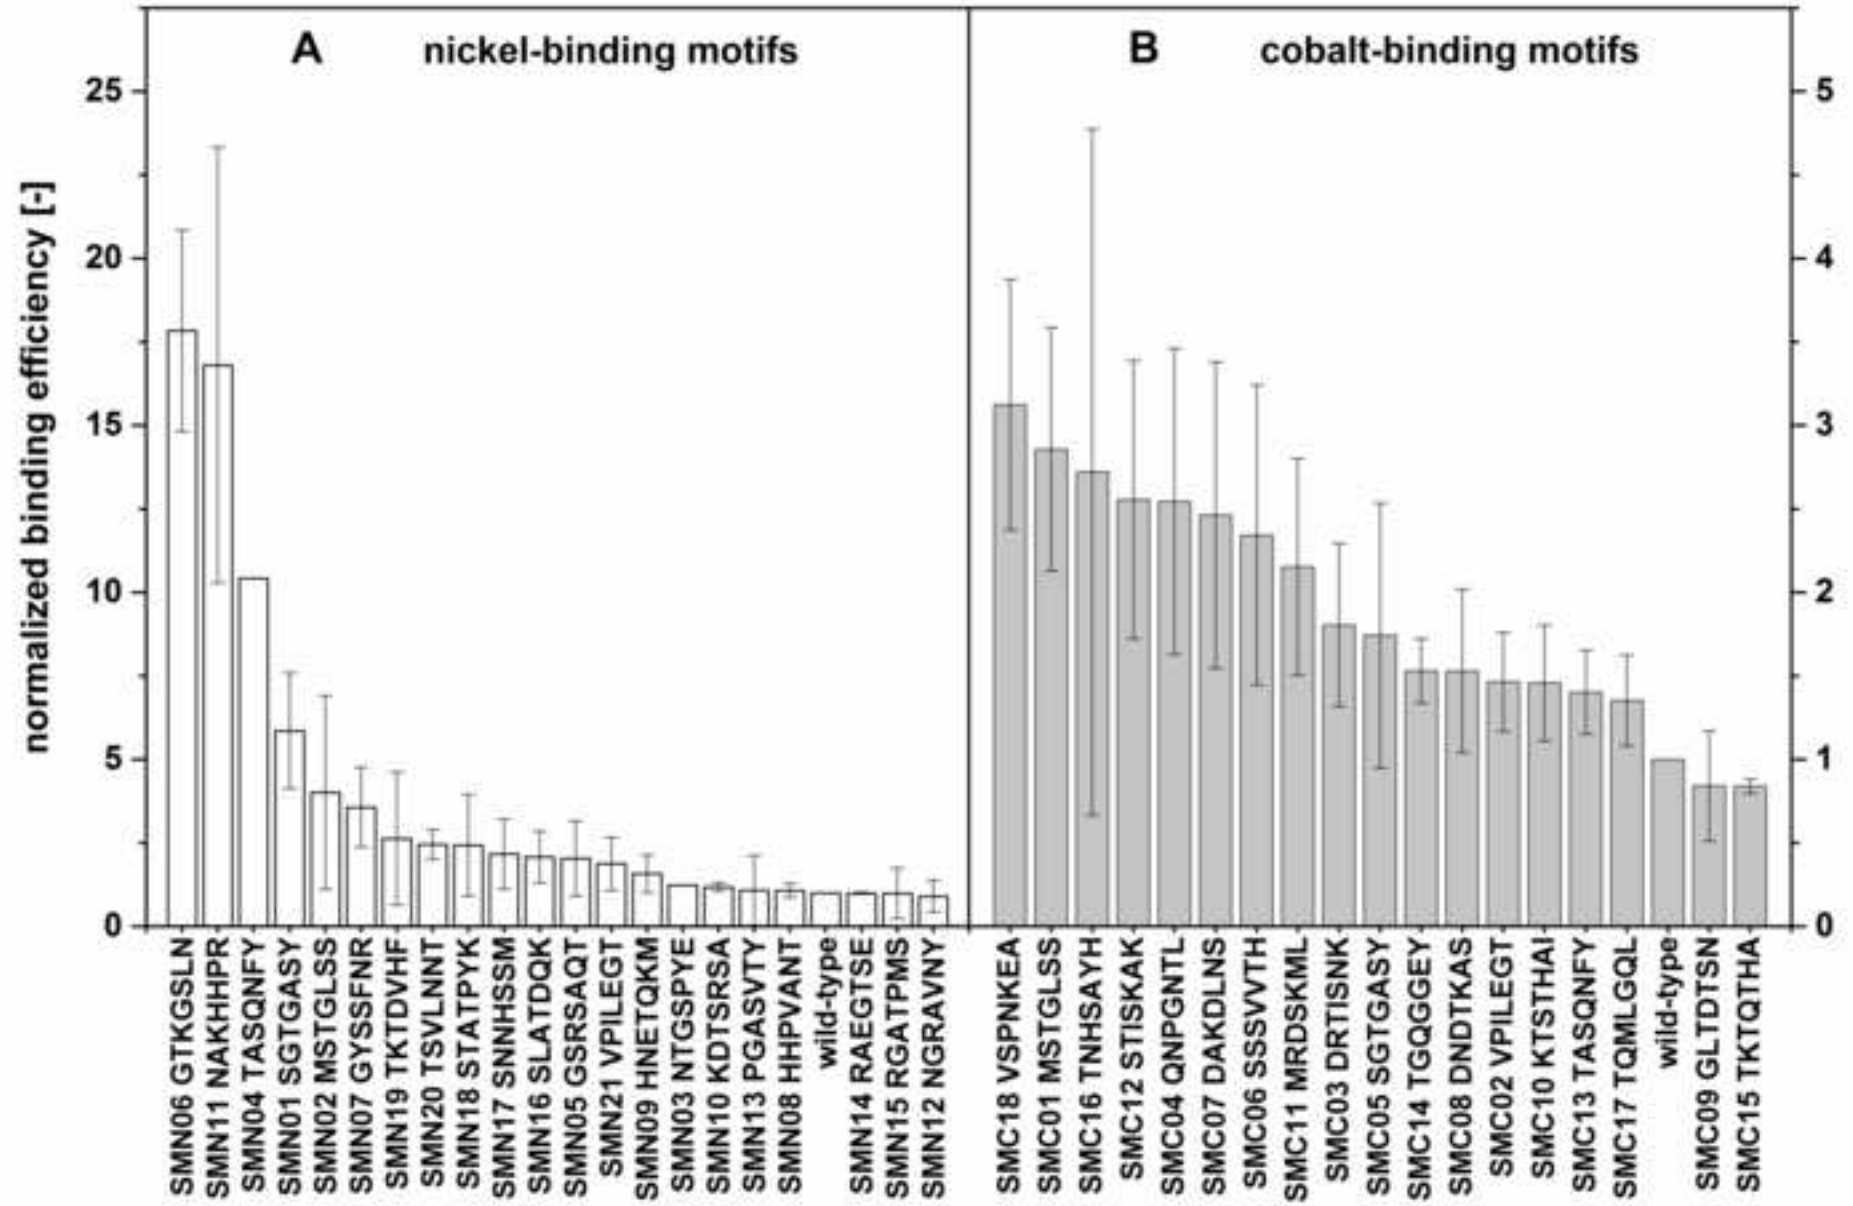 A nickel-binding motifs
B cobalt-binding motifs
normalized binding efficiency [-]
25
20
15
10
5
0
5
4
3
2
1
0
SMN06 GTKGSLN
SMN11 NAKHHPR
SMN04 TASQNFY
SMN01 SGTGASY
SMN02 MSTGLSS
SMN07 GYSSFNR
SMN19 TKTDVHF
SMN20 TSVLNNT
SMN18 STATPYK
SMN17 SNNHSSM
SMN16 SLATDQK
SMN05 GSRSAQT
SMN21 VPILEGT
SMN09 HNETQKM
SMN03 NTGSPYE
SMN10 KDTSRSA
SMN13 PGASVTY
SMN08 HHPVANT
wild-type
SMN14 RAEGTSE
SMN15 RGATPMS
SMN12 NGRAVNY
SMC18 VSPNKEA
SMC01 MSTGLSS
SMC16 TNHSAYH
SMC12 STISKAK
SMC04 QNPGNTL
SMC07 DAKDLNS
SMC06 SSSVVTH
SMC11 MRDSKML
SMC03 DRTISNK
SMC05 SGTGASY
SMC14 TGQGGEY
SMC08 DNDTKAS
SMC02 VPILEGT
SMC10 KTSTHAI
SMC13 TASQNFY
SMC17 TQMLGQL
wild-type
SMC09 GLTDTSN
SMC15 TKTQTHA